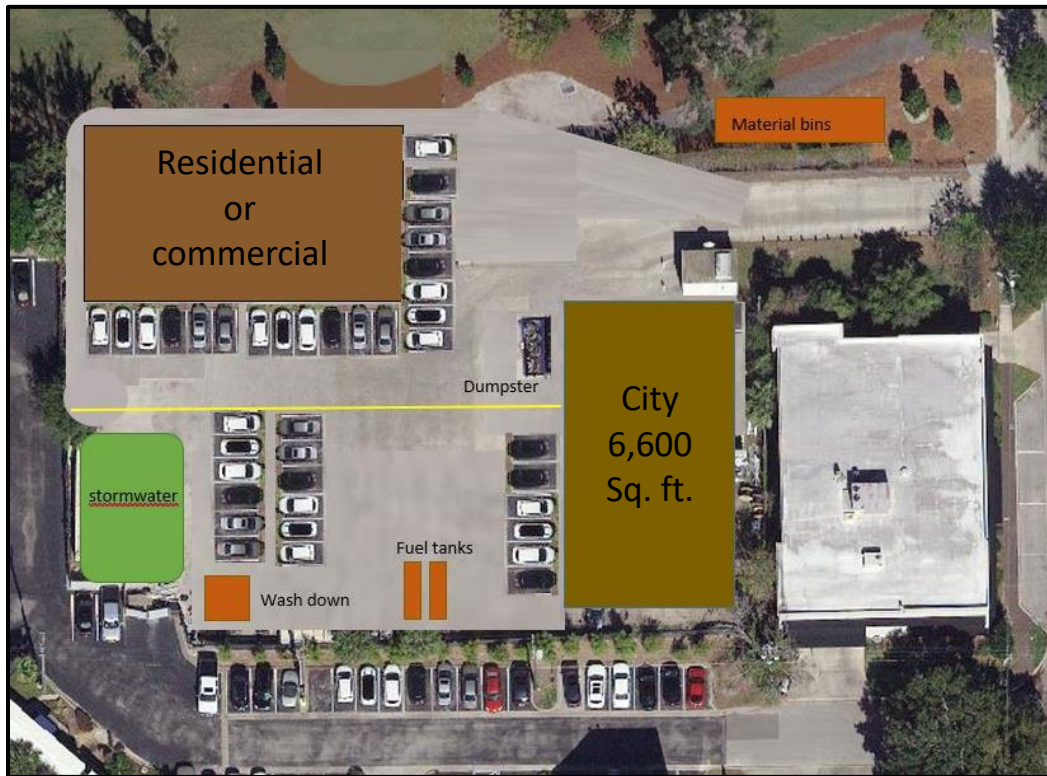 Residential
or
commercial
Material bins
Dumpster
City
6,600
Sq. ft.
stormwater
Fuel tanks
Wash down